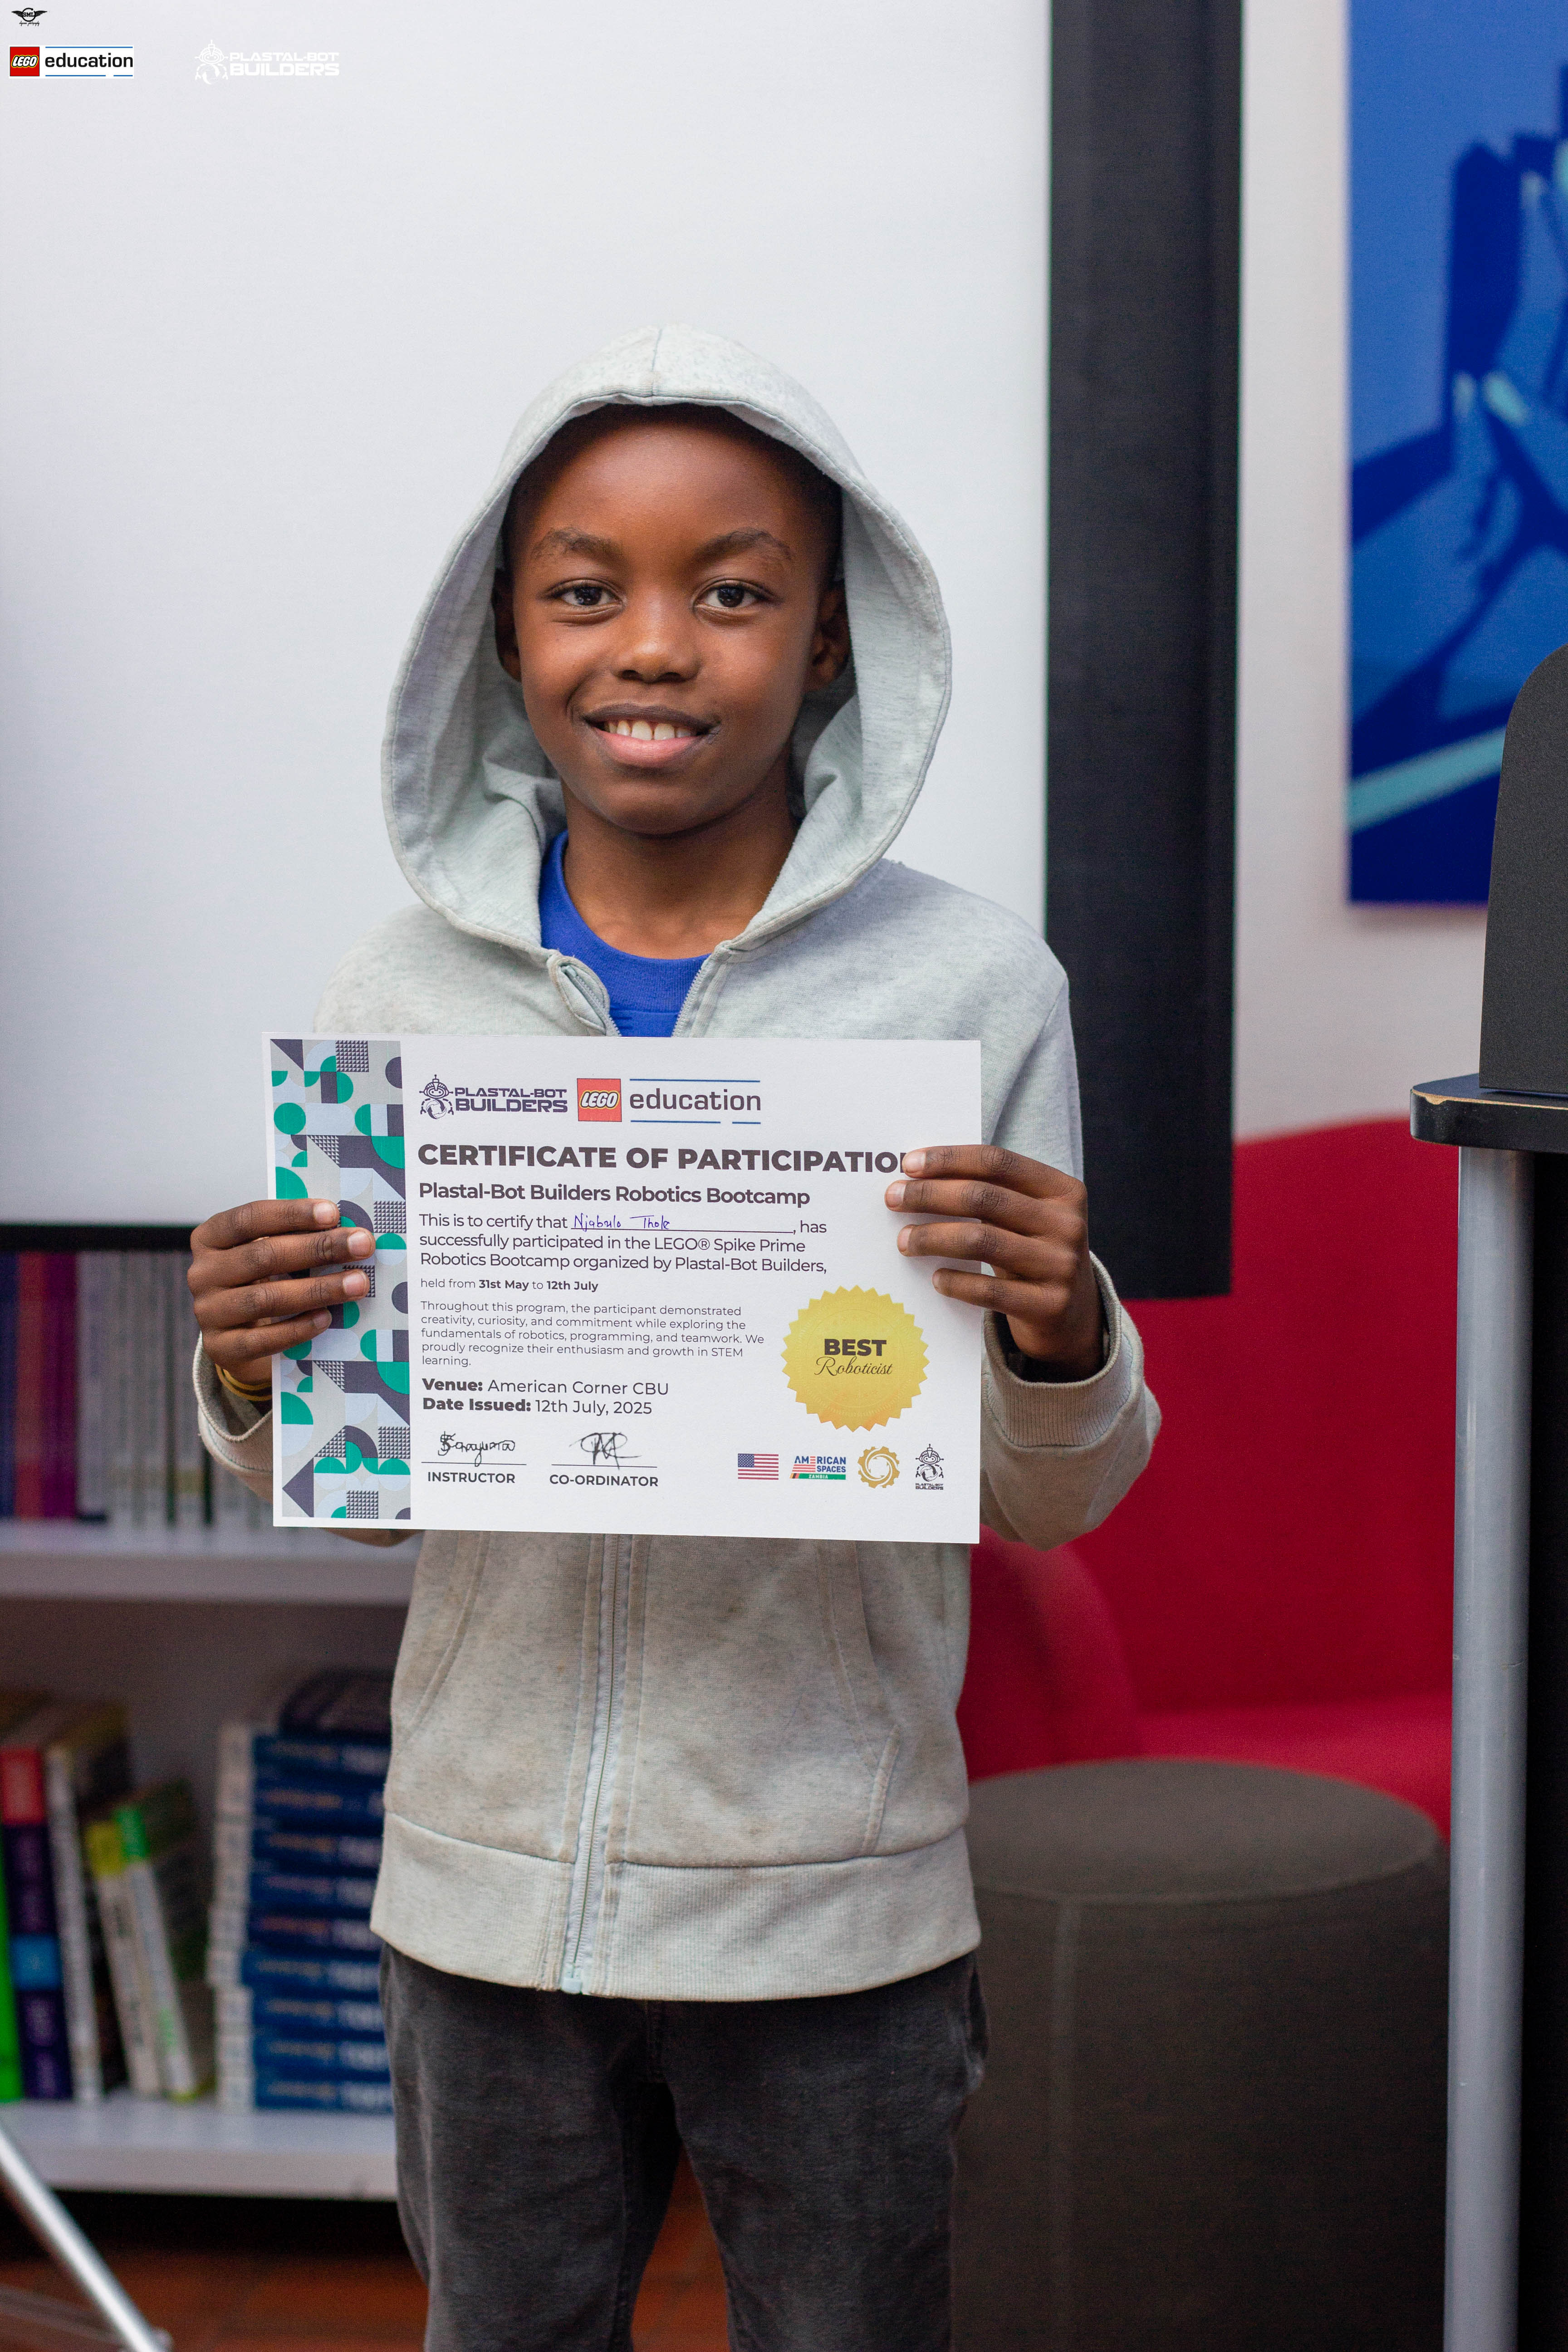 LEGO education
PLASTAL-BOT
BUILDERS
PLASTAL-BOT
BUILDERS
LEGO education
CERTIFICATE OF PARTICIPATIO
Plastal-Bot Builders Robotics Bootcamp
This is to certify that Njabulo Thole, has
successfully participated in the LEGO® Spike Prime
Robotics Bootcamp organized by Plastal-Bot Builders,
held from 31st May to 12th July
Throughout this program, the participant demonstrated
creativity, curiosity, and commitment while exploring the
fundamentals of robotics, programming, and teamwork. We
proudly recognize their enthusiasm and growth in STEM
learning.
BEST
Roboticist
Venue: American Corner CBU
Date Issued: 12th July, 2025
INSTRUCTOR
CO-ORDINATOR
AMERICAN
SPACES
ZAMBIA
PLASTAL-BOT
BUILDERS